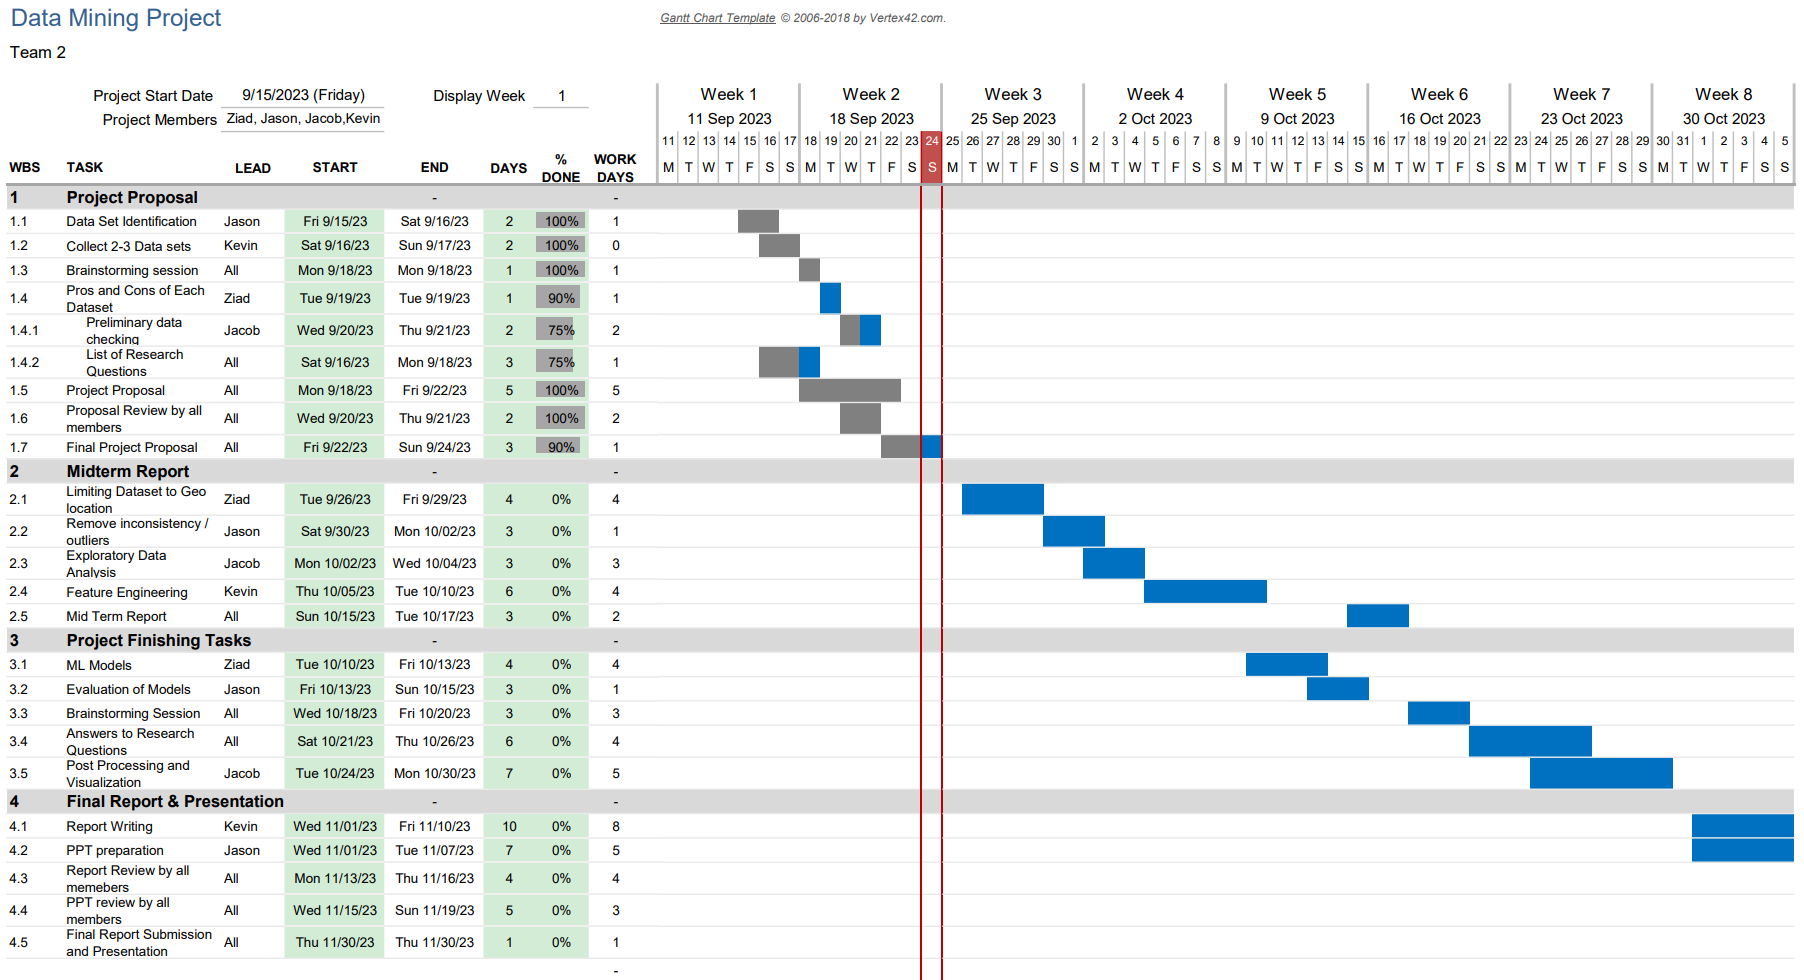 Data Mining Project
Gantt Chart Template © 2006-2018 by Vertex42.com.
Team 2
Project Start Date 9/15/2023 (Friday) Display Week 1 Week 1 Week 2 Week 3 Week 4 Week 5 Week 6 Week 7 Week 8
Project Members Ziad, Jason, Jacob,Kevin 11 Sep 2023 18 Sep 2023 25 Sep 2023 2 Oct 2023 9 Oct 2023 16 Oct 2023 23 Oct 2023 30 Oct 2023
11 12 13 14 15 16 17 18 19 20 21 22 23 24 25 26 27 28 29 30 1 2 3 4 5 6 7 8 9 10 11 12 13 14 15 16 17 18 19 20 21 22 23 24 25 26 27 28 29 30 31 1 2 3 4 5
WBS TASK LEAD START END DAYS % DONE WORK DAYS M T W T F S S M T W T F S S M T W T F S S M T W T F S S M T W T F S S M T W T F S S M T W T F S S M T W T F S S
1 Project Proposal - -
1.1 Data Set Identification Jason Fri 9/15/23 Sat 9/16/23 2 100% 1
1.2 Collect 2-3 Data sets Kevin Sat 9/16/23 Sun 9/17/23 2 100% 0
1.3 Brainstorming session All Mon 9/18/23 Mon 9/18/23 1 100% 1
1.4 Pros and Cons of Each Dataset Ziad Tue 9/19/23 Tue 9/19/23 1 90% 1
1.4.1 Preliminary data checking Jacob Wed 9/20/23 Thu 9/21/23 2 75% 2
1.4.2 List of Research Questions All Sat 9/16/23 Mon 9/18/23 3 75% 1
1.5 Project Proposal All Mon 9/18/23 Fri 9/22/23 5 100% 5
1.6 Proposal Review by all members All Wed 9/20/23 Thu 9/21/23 2 100% 2
1.7 Final Project Proposal All Fri 9/22/23 Sun 9/24/23 3 90% 1
2 Midterm Report - -
2.1 Limiting Dataset to Geo location Ziad Tue 9/26/23 Fri 9/29/23 4 0% 4
2.2 Remove inconsistency / outliers Jason Sat 9/30/23 Mon 10/02/23 3 0% 1
2.3 Exploratory Data Analysis Jacob Mon 10/02/23 Wed 10/04/23 3 0% 3
2.4 Feature Engineering Kevin Thu 10/05/23 Tue 10/10/23 6 0% 4
2.5 Mid Term Report All Sun 10/15/23 Tue 10/17/23 3 0% 2
3 Project Finishing Tasks - -
3.1 ML Models Ziad Tue 10/10/23 Fri 10/13/23 4 0% 4
3.2 Evaluation of Models Jason Fri 10/13/23 Sun 10/15/23 3 0% 1
3.3 Brainstorming Session All Wed 10/18/23 Fri 10/20/23 3 0% 3
3.4 Answers to Research Questions All Sat 10/21/23 Thu 10/26/23 6 0% 4
3.5 Post Processing and Visualization Jacob Tue 10/24/23 Mon 10/30/23 7 0% 5
4 Final Report & Presentation - -
4.1 Report Writing Kevin Wed 11/01/23 Fri 11/10/23 10 0% 8
4.2 PPT preparation Jason Wed 11/01/23 Tue 11/07/23 7 0% 5
4.3 Report Review by all memebers All Mon 11/13/23 Thu 11/16/23 4 0% 4
4.4 PPT review by all members All Wed 11/15/23 Sun 11/19/23 5 0% 3
4.5 Final Report Submission and Presentation All Thu 11/30/23 Thu 11/30/23 1 0% 1
-